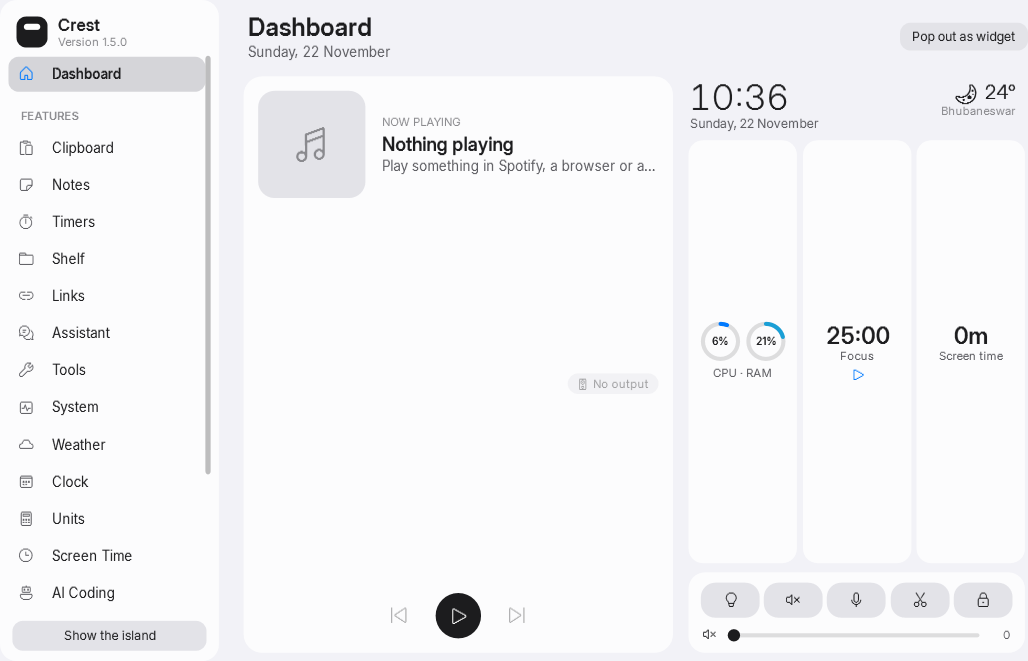 Crest
Version 1.5.0
Dashboard
FEATURES
Clipboard
Notes
Timers
Shelf
Links
Assistant
Tools
System
Weather
Clock
Units
Screen Time
AI Coding
Show the island
Dashboard
Sunday, 22 November
Pop out as widget
NOW PLAYING
Nothing playing
Play something in Spotify, a browser or a...
No output
10:36
Sunday, 22 November
24°
Bhubaneswar
6%
21%
CPU · RAM
25:00
Focus
0m
Screen time
0